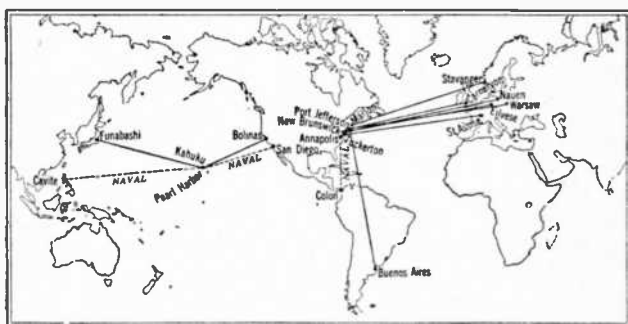 Stavanger
Nauen
Warsaw
Port Jefferson
New Brunswick
Annapolis
Tuckerton
NAVAL
St.Assise
Funabashi
Kahuku
Bolinas
San Diego
NAVAL
NAVAL
Cavite
Pearl Harbor
Colon
Buenos Aires